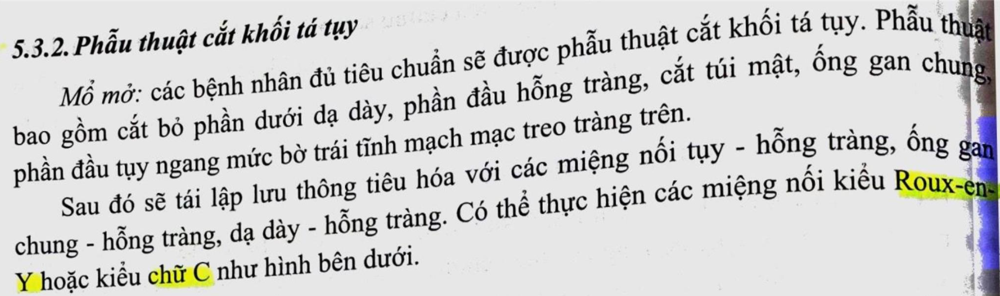 5.3.2. Phẫu thuật cắt khối tá tụy
Mổ mở: các bệnh nhân đủ tiêu chuẩn sẽ được phẫu thuật cắt khối tá tụy. Phẫu thuật
bao gồm cắt bỏ phần dưới dạ dày, phần đầu hỗng tràng, cắt túi mật, ống gan chung,
phần đầu tụy ngang mức bờ trái tĩnh mạch mạc treo tràng trên.
Sau đó sẽ tái lập lưu thông tiêu hóa với các miệng nối tụy - hỗng tràng, ống gan
chung - hỗng tràng, dạ dày - hỗng tràng. Có thể thực hiện các miệng nối kiểu Roux-en-
Y hoặc kiểu chữ C như hình bên dưới.